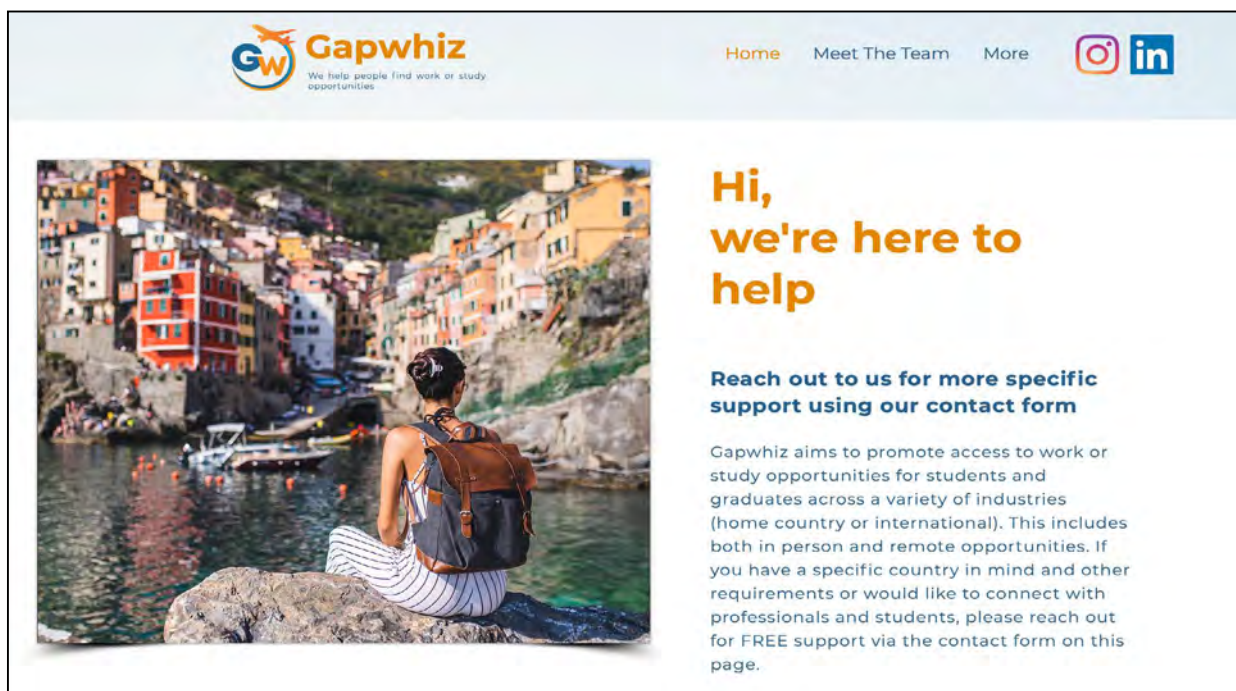 GW
Gapwhiz
We help people find work or study
opportunities
Home
Meet The Team
More
in
Hi,
we're here to
help
Reach out to us for more specific
support using our contact form
Gapwhiz aims to promote access to work or
study opportunities for students and
graduates across a variety of industries
(home country or international). This includes
both in person and remote opportunities. If
you have a specific country in mind and other
requirements or would like to connect with
professionals and students, please reach out
for FREE support via the contact form on this
page.